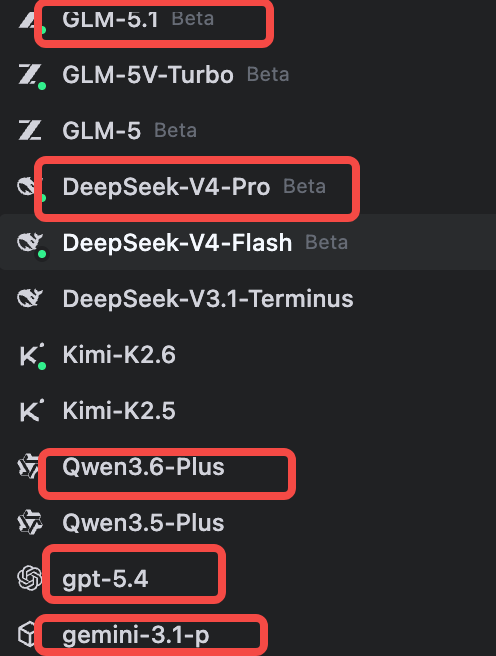 GLM-5.1 Beta
GLM-5V-Turbo Beta
GLM-5 Beta
DeepSeek-V4-Pro Beta
DeepSeek-V4-Flash Beta
DeepSeek-V3.1-Terminus
Kimi-K2.6
Kimi-K2.5
Qwen3.6-Plus
Qwen3.5-Plus
gpt-5.4
gemini-3.1-p